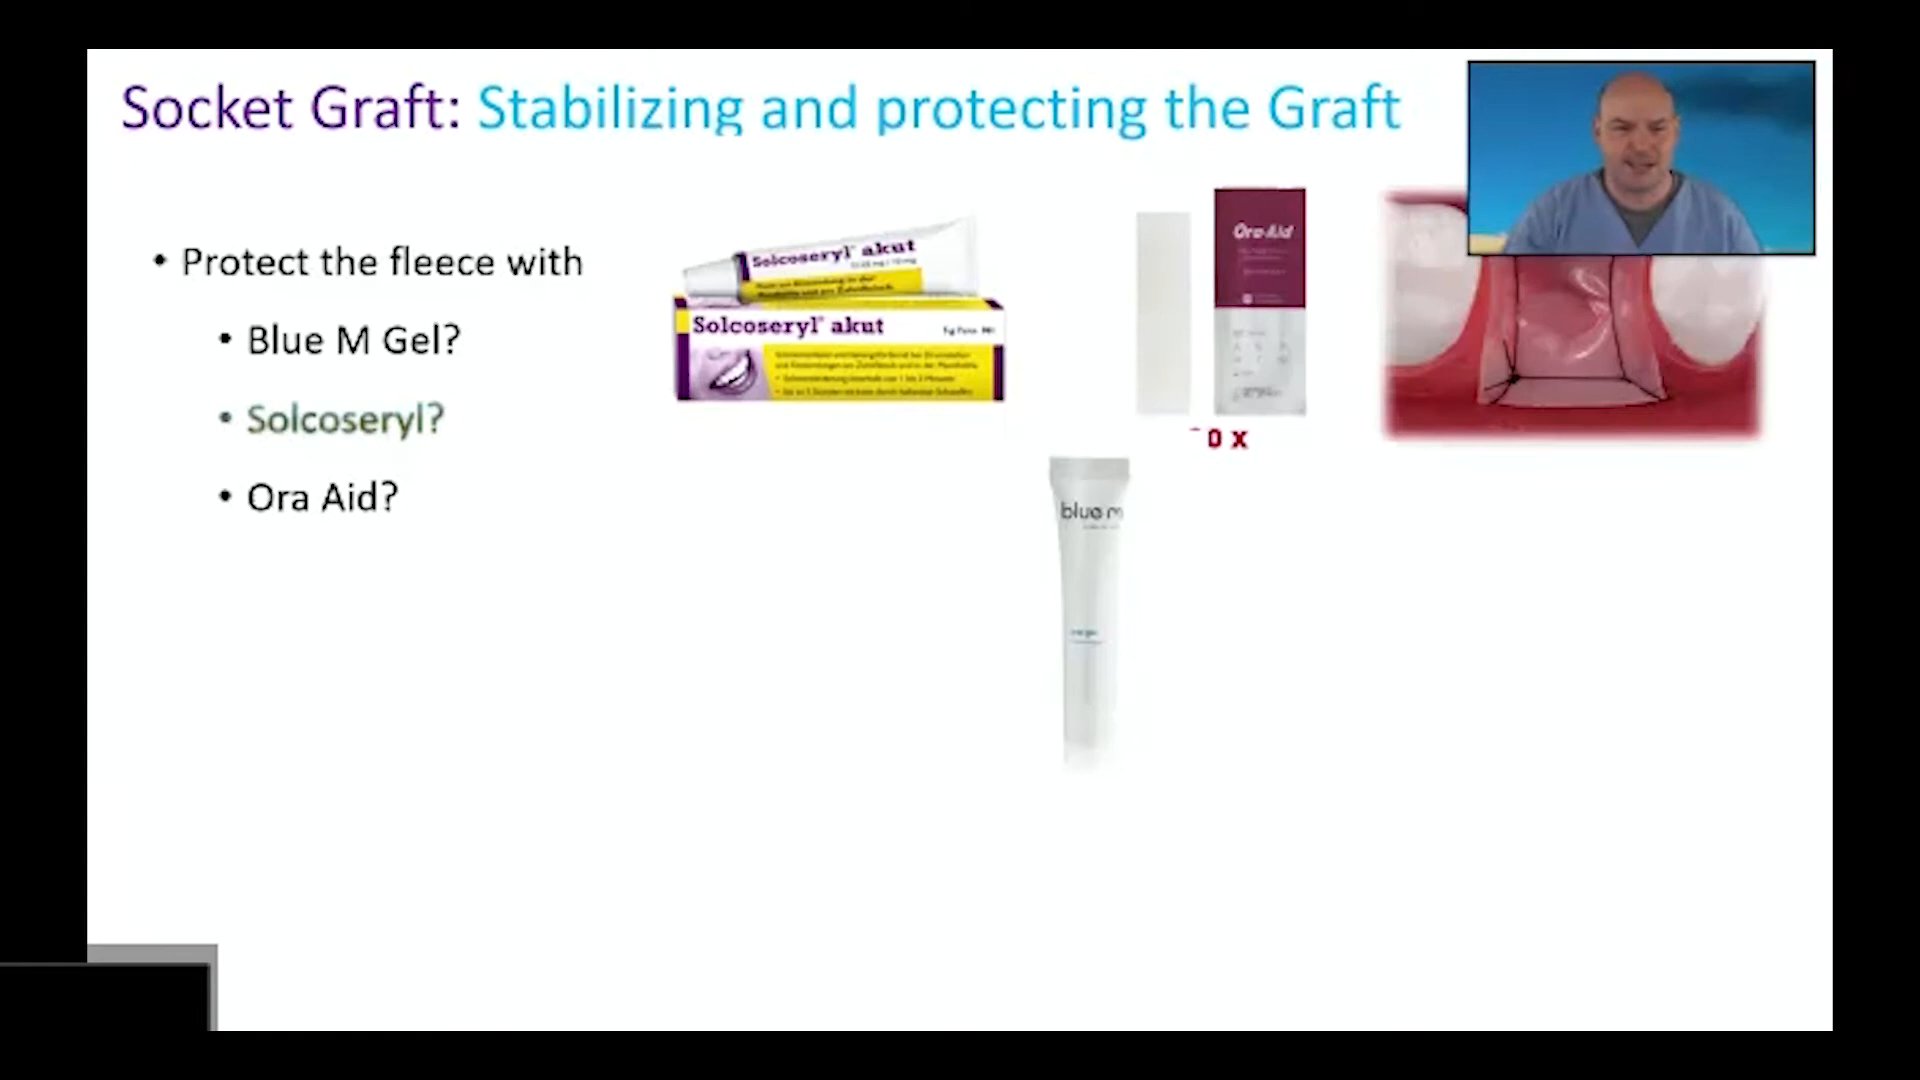 Socket Graft: Stabilizing and protecting the Graft
• Protect the fleece with
• Blue M Gel?
• Solcoseryl?
• Ora Aid?
Solcoseryl® akut
Solcoseryl® akut
Ora-Aid
0 x
blue m